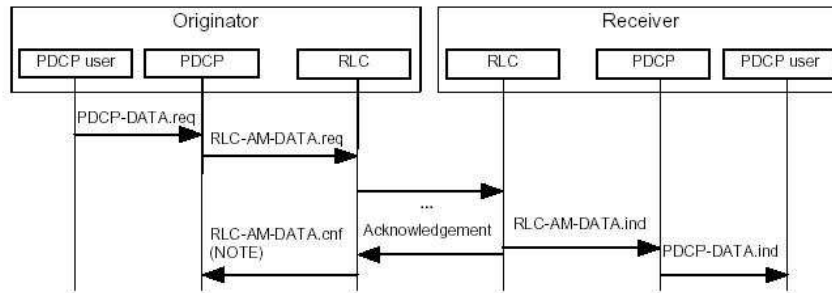 Originator
Receiver
PDCP user
PDCP
RLC
RLC
PDCP
PDCP user
PDCP-DATA.req
RLC-AM-DATA.req
...
RLC-AM-DATA.cnf
(NOTE)
Acknowledgement
RLC-AM-DATA.ind
PDCP-DATA.ind